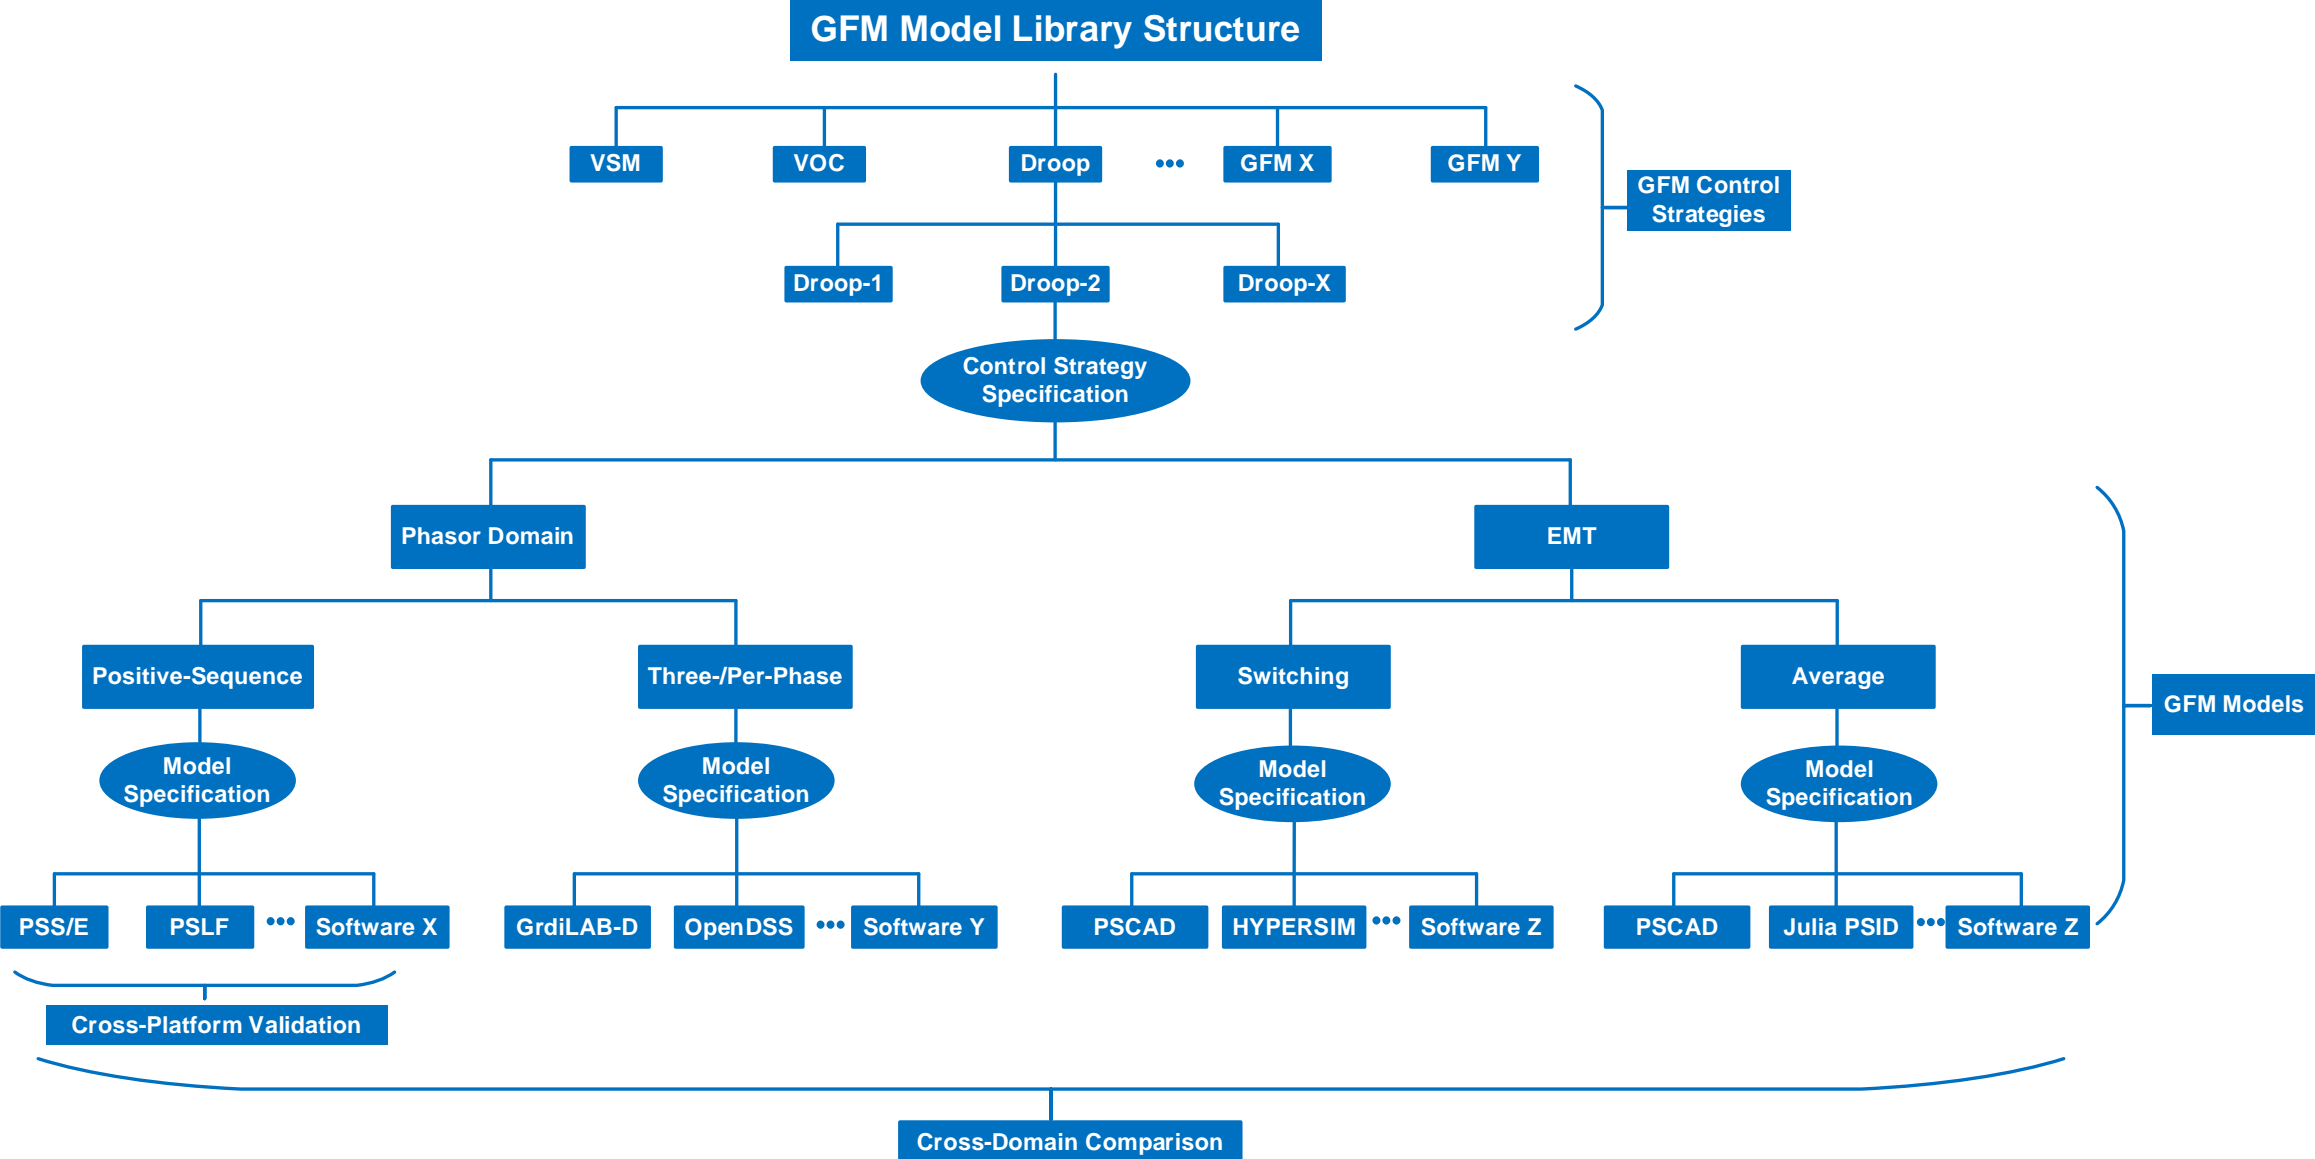 GFM Model Library Structure
VSM
VOC
Droop
GFM X
GFM Y
GFM Control
Strategies
Droop-1
Droop-2
Droop-X
Control Strategy
Specification
Phasor Domain
EMT
Positive-Sequence
Three-/Per-Phase
Switching
Average
GFM Models
Model
Specification
Model
Specification
Model
Specification
Model
Specification
PSS/E
PSLF
Software X
GrdiLAB-D
OpenDSS
Software Y
PSCAD
HYPERSIM
Software Z
PSCAD
Julia PSID
Software Z
Cross-Platform Validation
Cross-Domain Comparison